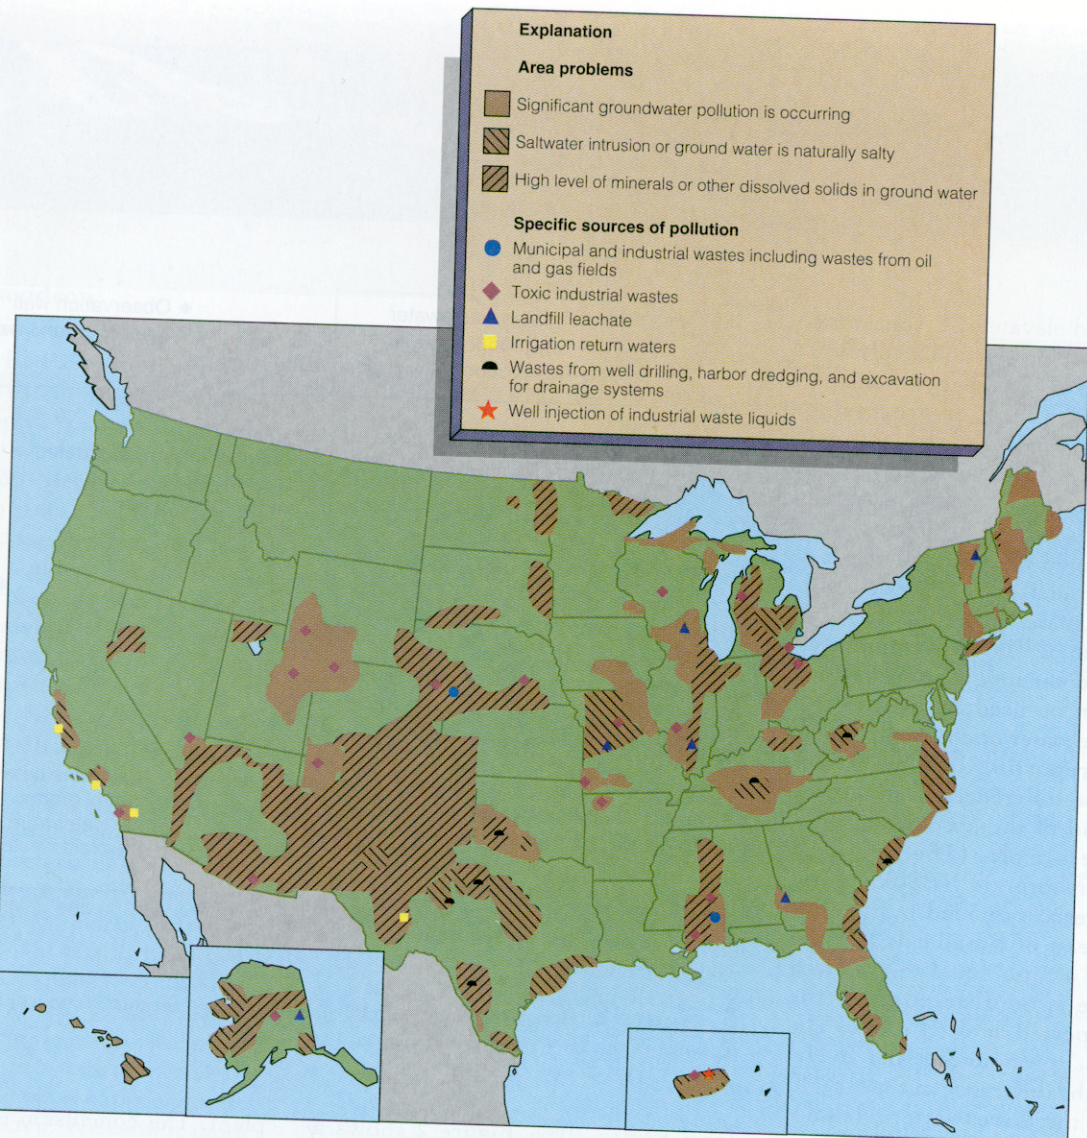 Explanation
Area problems
Significant groundwater pollution is occurring
Saltwater intrusion or ground water is naturally salty
High level of minerals or other dissolved solids in ground water
Specific sources of pollution
Municipal and industrial wastes including wastes from oil
and gas fields
Toxic industrial wastes
Landfill leachate
Irrigation return waters
Wastes from well drilling, harbor dredging, and excavation
for drainage systems
Well injection of industrial waste liquids